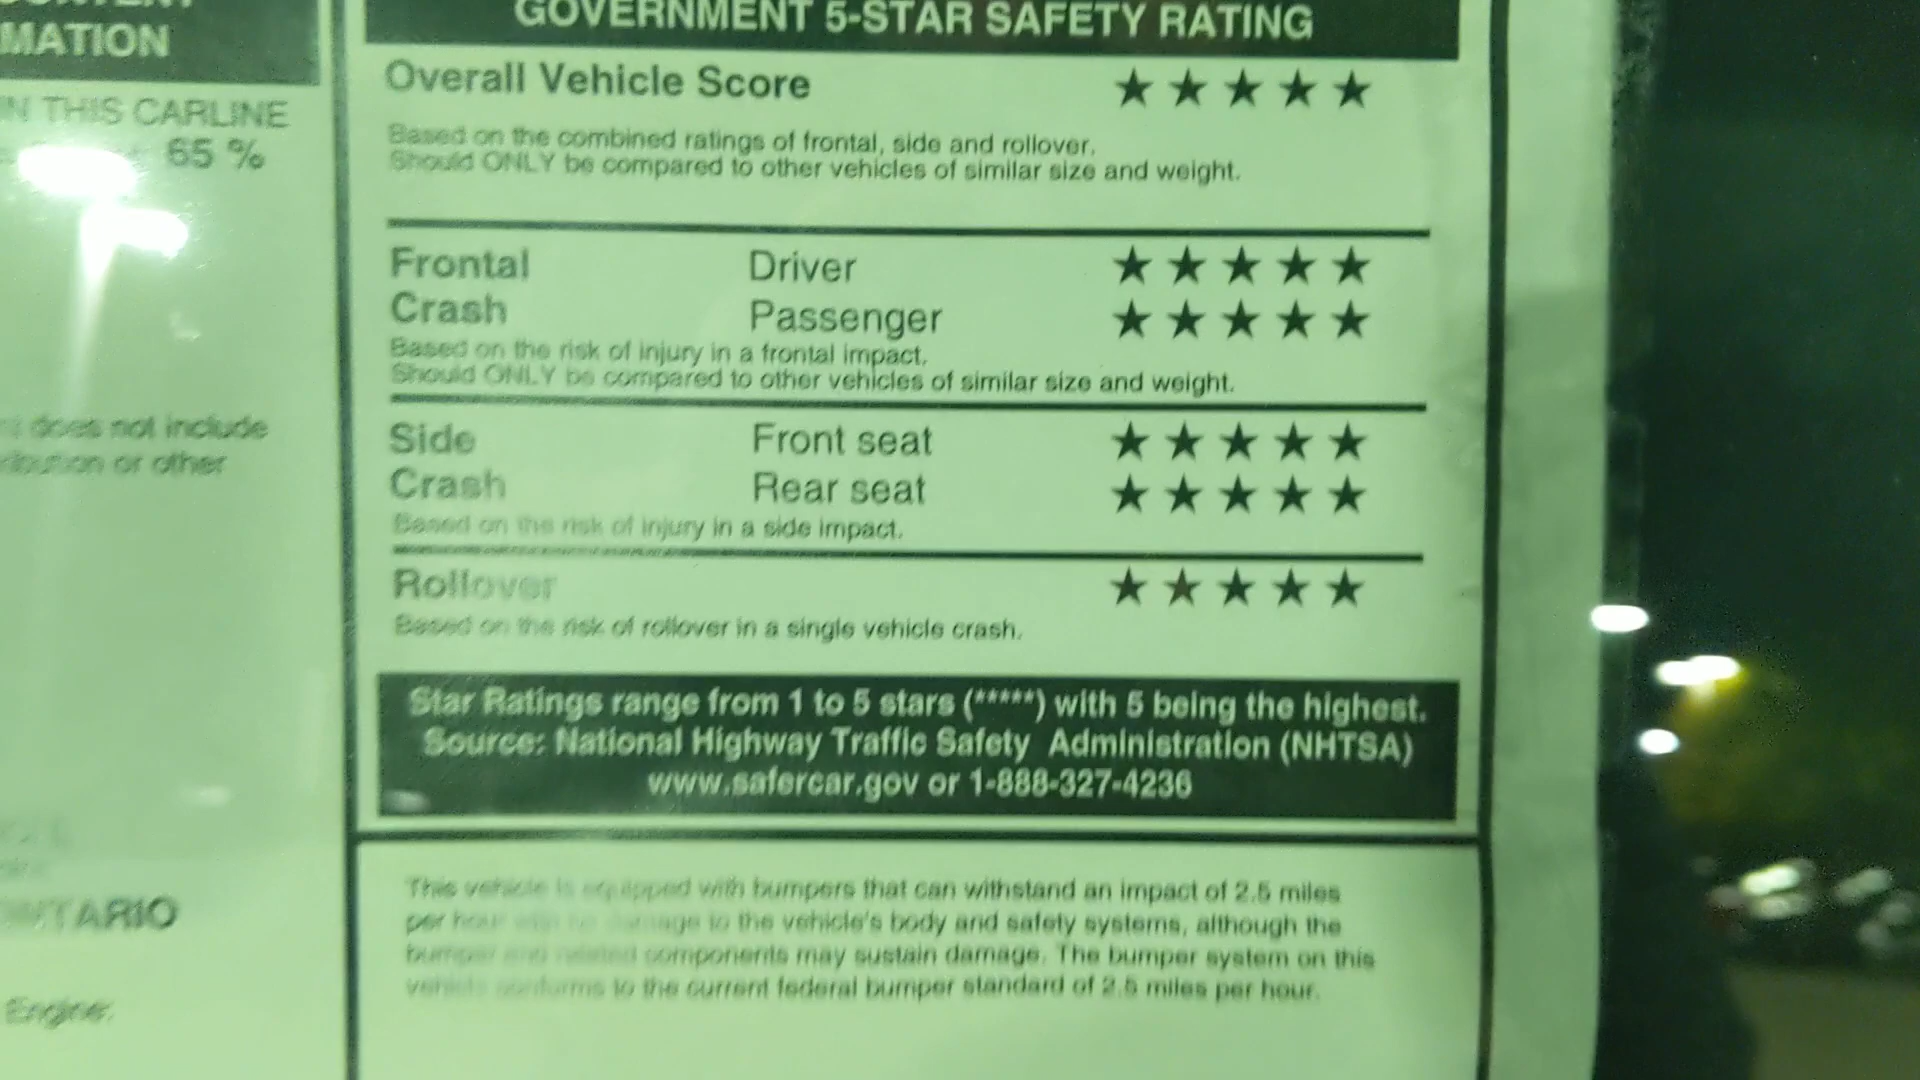 MATION
IN THIS CARLINE
65 %
does not include
or other
ONTARIO
Engine:
GOVERNMENT 5-STAR SAFETY RATING
Overall Vehicle Score ★ ★ ★ ★ ★
Based on the combined ratings of frontal, side and rollover.
Should ONLY be compared to other vehicles of similar size and weight.
Frontal Driver ★ ★ ★ ★ ★
Crash Passenger ★ ★ ★ ★ ★
Based on the risk of injury in a frontal impact.
Should ONLY be compared to other vehicles of similar size and weight.
Side Front seat ★ ★ ★ ★ ★
Crash Rear seat ★ ★ ★ ★ ★
Based on the risk of injury in a side impact.
Rollover ★ ★ ★ ★ ★
Based on the risk of rollover in a single vehicle crash.
Star Ratings range from 1 to 5 stars (*****) with 5 being the highest.
Source: National Highway Traffic Safety Administration (NHTSA)
www.safercar.gov or 1-888-327-4236
This vehicle is equipped with bumpers that can withstand an impact of 2.5 miles
per hour with no damage to the vehicle's body and safety systems, although the
bumper and related components may sustain damage. The bumper system on this
vehicle conforms to the current federal bumper standard of 2.5 miles per hour.